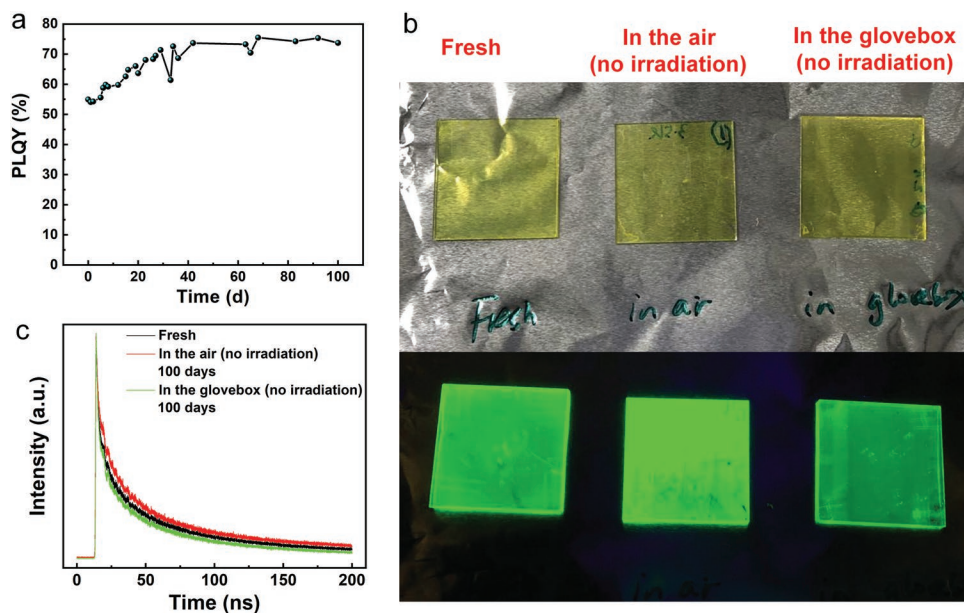 a
80
70
60
50
40
30
20
10
0
PLQY (%)
0 20 40 60 80 100
Time (d)
b
Fresh
In the air
(no irradiation)
In the glovebox
(no irradiation)
Fresh
in air
in glovebox
in air
c
Fresh
In the air (no irradiation)
100 days
In the glovebox (no irradiation)
100 days
Intensity (a.u.)
0 50 100 150 200
Time (ns)